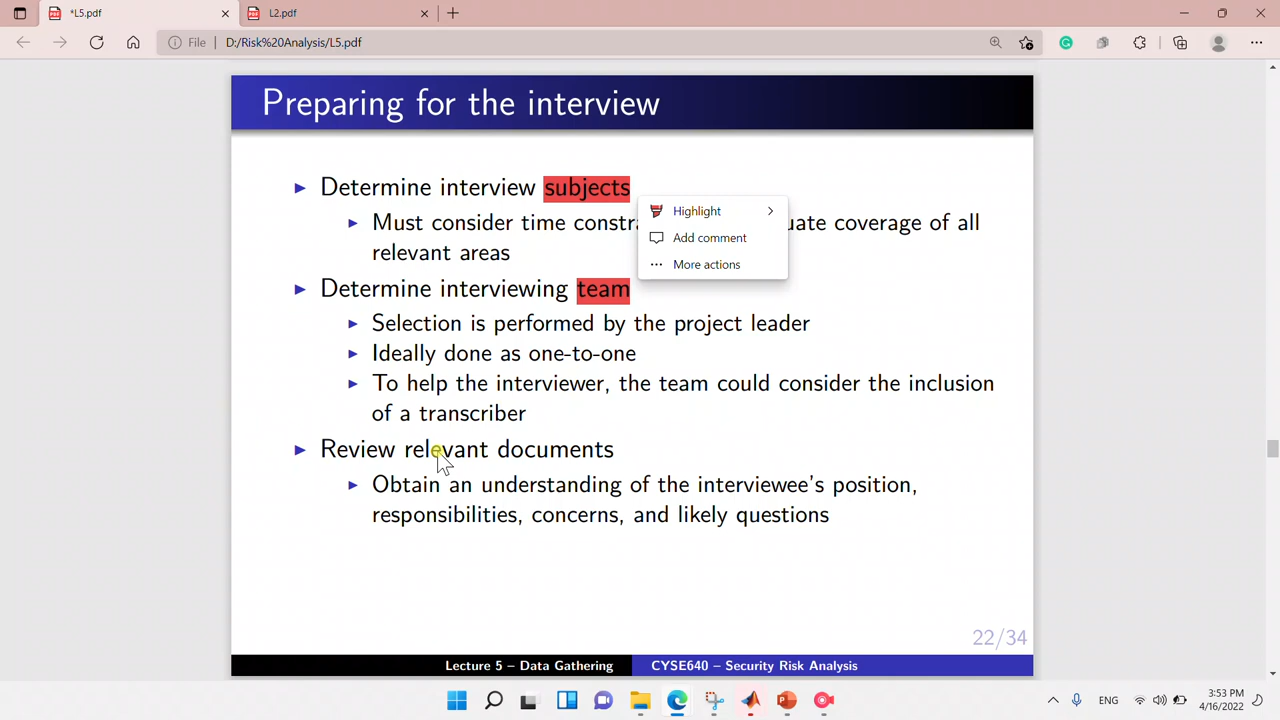 *L5.pdf
L2.pdf
File
D:/Risk%20Analysis/L5.pdf
Preparing for the interview
Determine interview subjects
Highlight
Must consider time constra uate coverage of all
Add comment
relevant areas
More actions
Determine interviewing team
Selection is performed by the project leader
Ideally done as one-to-one
To help the interviewer, the team could consider the inclusion
of a transcriber
Review relevant documents
Obtain an understanding of the interviewee's position,
responsibilities, concerns, and likely questions
22/34
Lecture 5 – Data Gathering
CYSE640 – Security Risk Analysis
ENG
3:53 PM
4/16/2022